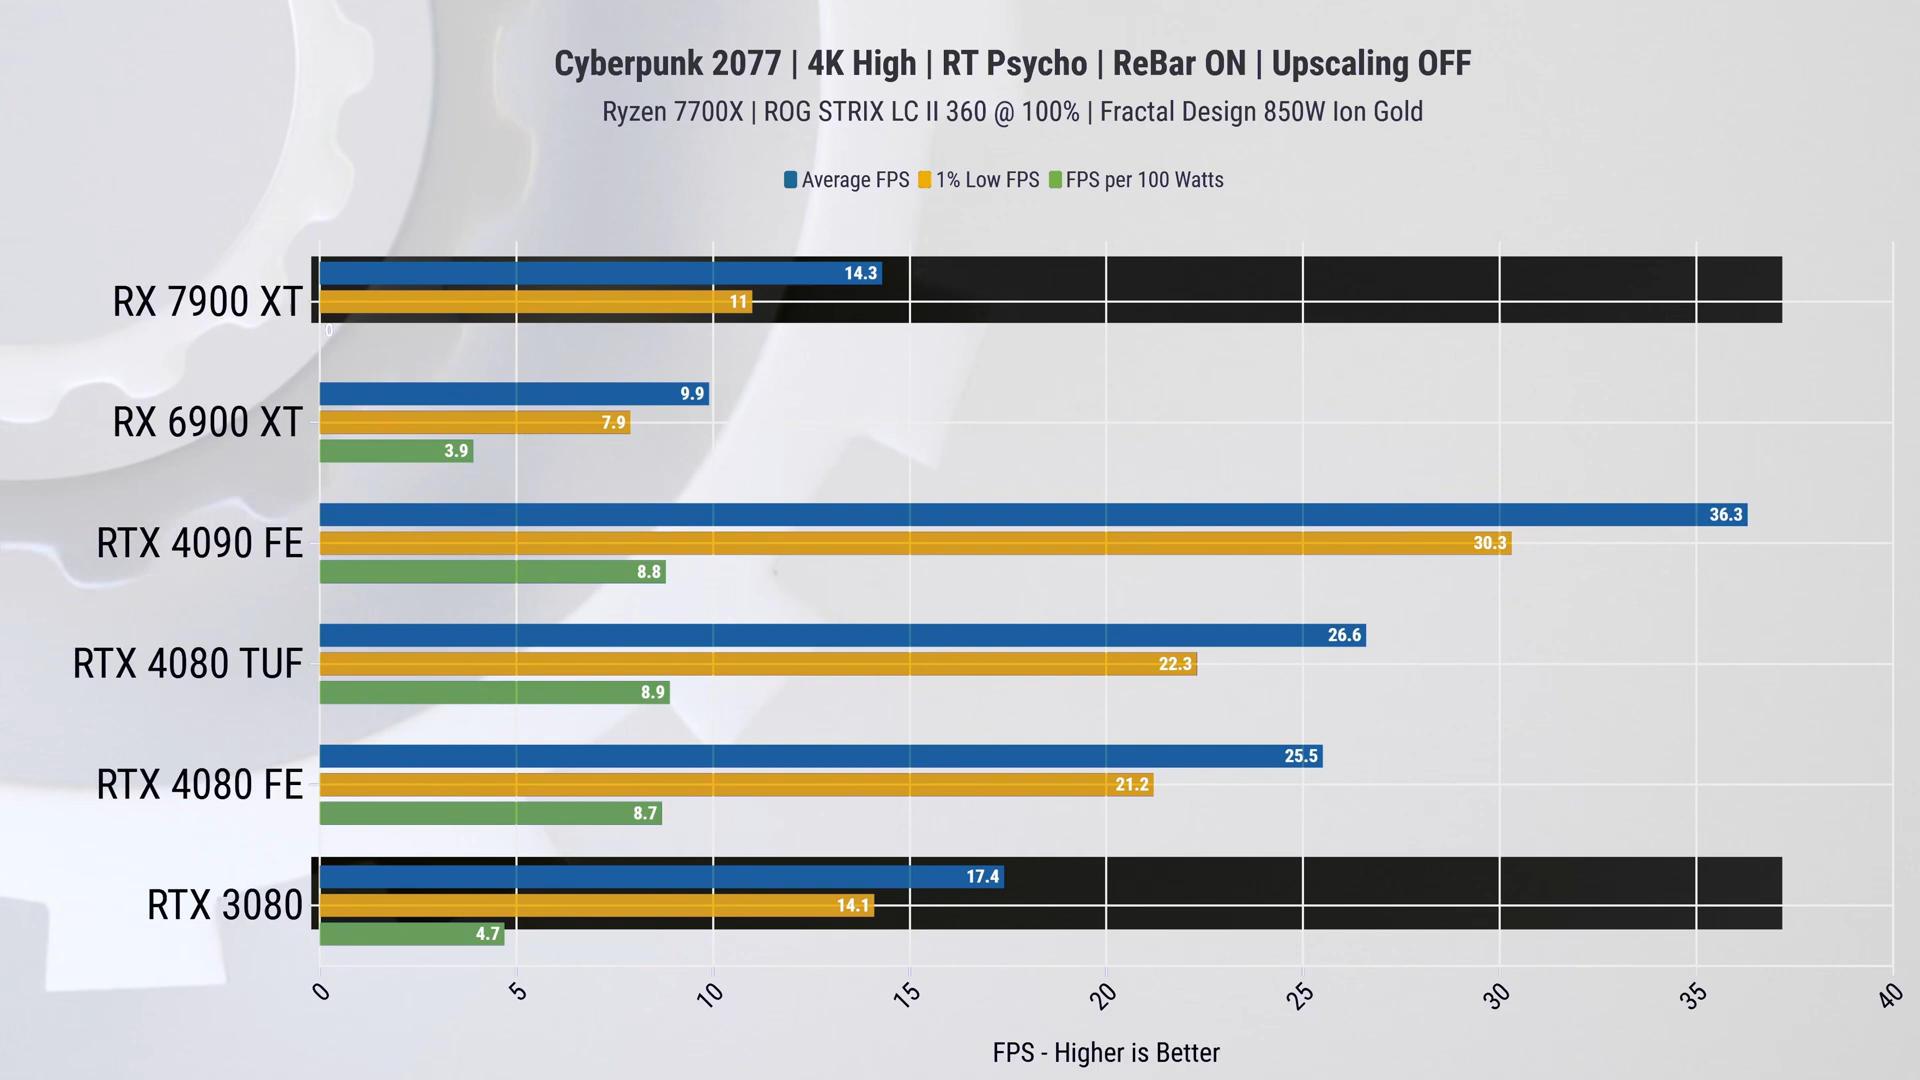 Cyberpunk 2077 | 4K High | RT Psycho | ReBar ON | Upscaling OFF
Ryzen 7700X | ROG STRIX LC II 360 @ 100% | Fractal Design 850W Ion Gold
Average FPS 1% Low FPS FPS per 100 Watts
14.3
RX 7900 XT 11
0
9.9
RX 6900 XT 7.9
3.9
36.3
RTX 4090 FE 30.3
8.8
26.6
RTX 4080 TUF 22.3
8.9
25.5
RTX 4080 FE 21.2
8.7
17.4
RTX 3080 14.1
4.7
0 5 10 15 20 25 30 35 40
FPS - Higher is Better